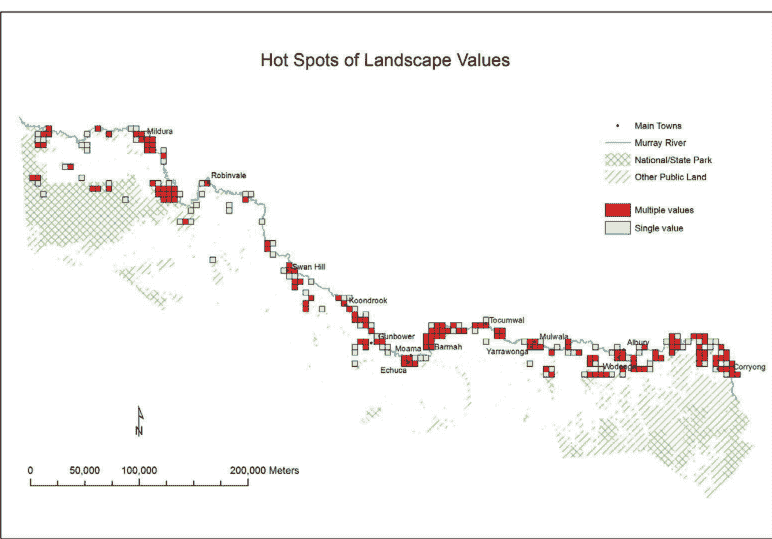 Hot Spots of Landscape Values
Mildura
Robinvale
Swan Hill
Koondrook
Gunbower
Moama
Echuca
Barmah
Tocumwal
Yarrawonga
Mulwala
Albury
Wodonga
Corryong
Main Towns
Murray River
National/State Park
Other Public Land
Multiple values
Single value
N
0 50,000 100,000 200,000 Meters